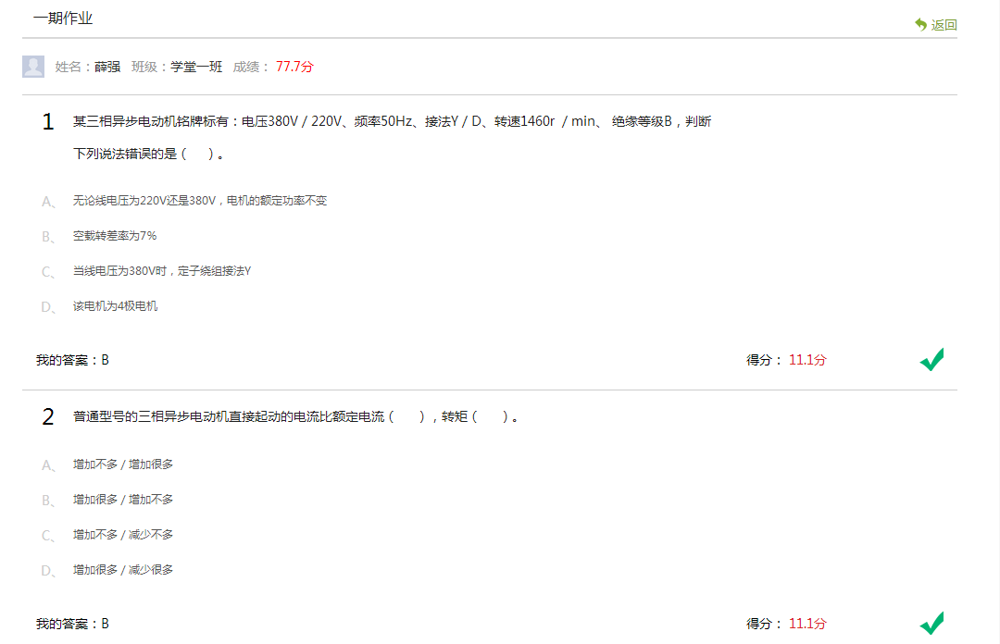 一期作业
返回
姓名：薛强 班级：学堂一班 成绩： 77.7分
1 某三相异步电动机铭牌标有：电压380V / 220V、频率50Hz、接法Y / D、转速1460r / min、 绝缘等级B，判断
下列说法错误的是（ ）。
A、 无论线电压为220V还是380V，电机的额定功率不变
B、 空载转差率为7%
C、 当线电压为380V时，定子绕组接法Y
D、 该电机为4极电机
我的答案：B 得分： 11.1分
2 普通型号的三相异步电动机直接起动的电流比额定电流（ ），转矩（ ）。
A、 增加不多 / 增加很多
B、 增加很多 / 增加不多
C、 增加不多 / 减少不多
D、 增加很多 / 减少很多
我的答案：B 得分： 11.1分